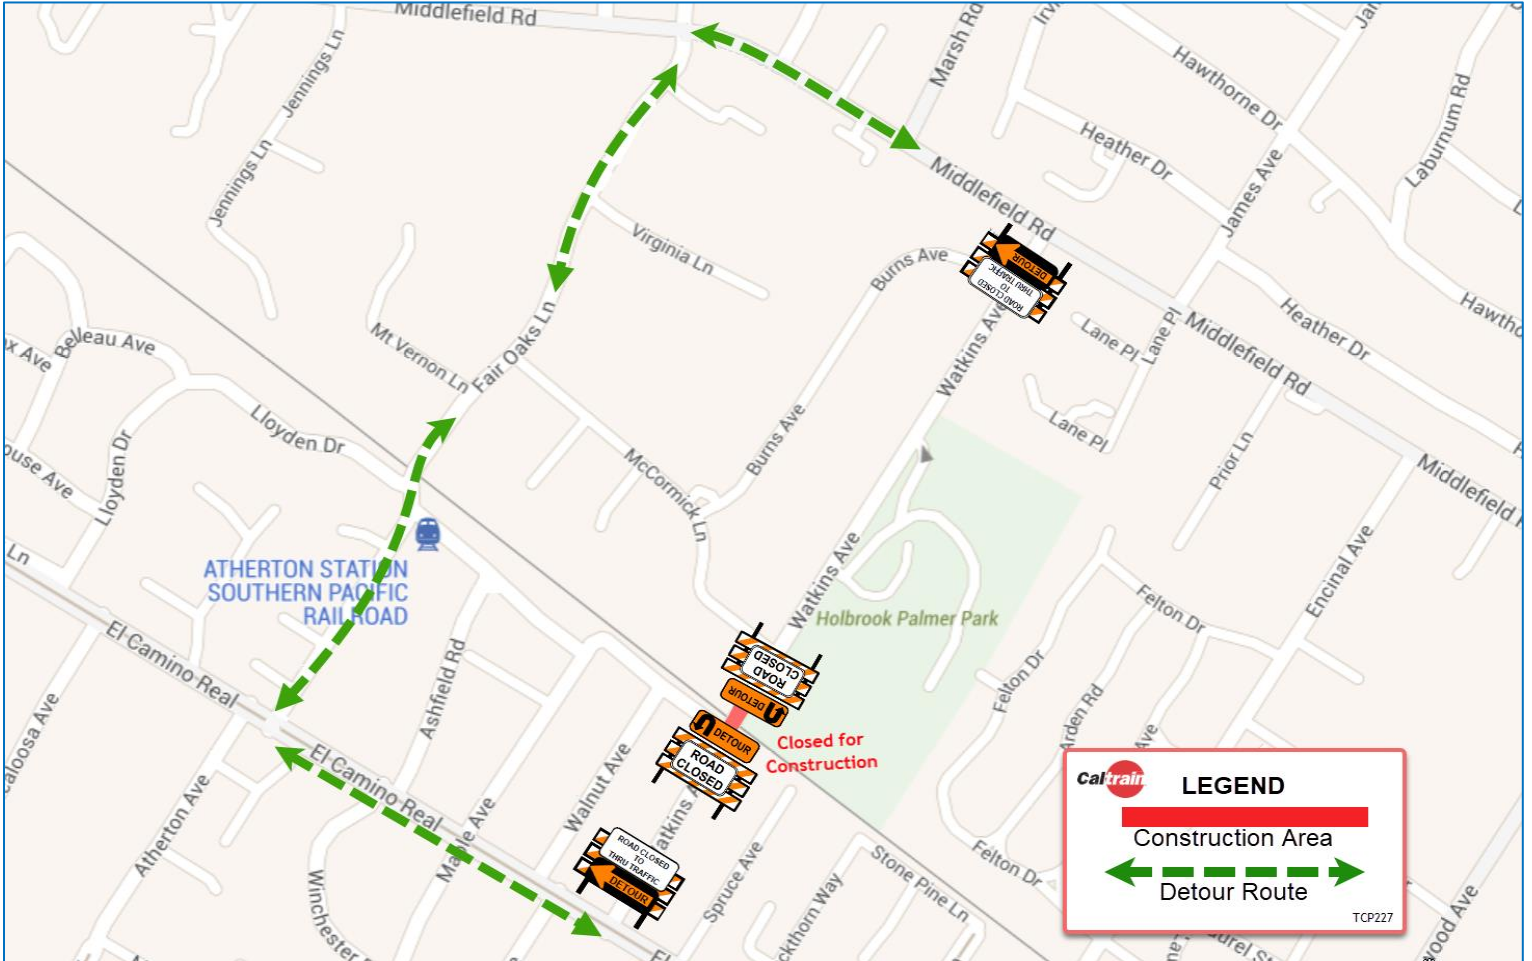 Middlefield Rd
Jennings Ln
Marsh Rd
Hawthorne Dr
Laburnum Rd
Heather Dr
James Ave
Jennings Ln
Middlefield Rd
Virginia Ln
Burns Ave
DETOUR
ROAD CLOSED
TO
THRU TRAFFIC
Belleau Ave
Mt Vernon Ln
Fair Oaks Ln
Watkins Ave
Lane Pl
Lane Pl
Middlefield Rd
Heather Dr
Lloyden Dr
Lloyden Dr
Burns Ave
Lane Pl
Prior Ln
Middlefield
McCormick Ln
Ln
ATHERTON STATION
SOUTHERN PACIFIC
RAILROAD
Watkins Ave
Holbrook Palmer Park
Felton Dr
Encinal Ave
El Camino Real
Ashfield Rd
ROAD
CLOSED
DETOUR
DETOUR
ROAD
CLOSED
Closed for
Construction
Felton Dr
Arden Rd
Ave
El Camino Real
Atherton Ave
Maple Ave
Walnut Ave
ROAD CLOSED
TO
THRU TRAFFIC
DETOUR
Spruce Ave
Stone Pine Ln
Felton Dr
Winchester
Caltrain
LEGEND
Construction Area
Detour Route
TCP227